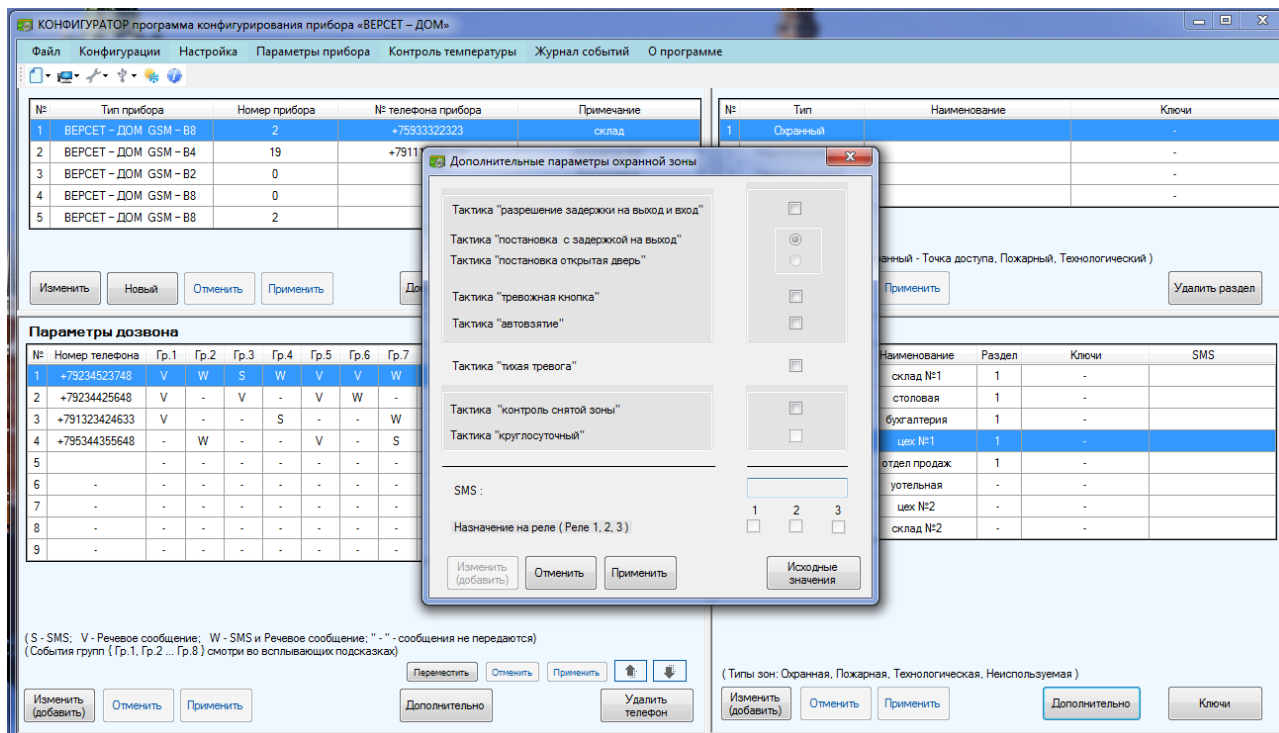 КОНФИГУРАТОР программа конфигурирования прибора «ВЕРСЕТ – ДОМ»
Файл Конфигурации Настройка Параметры прибора Контроль температуры Журнал событий О программе
№ Тип прибора Номер прибора № телефона прибора Примечание
1 ВЕРСЕТ – ДОМ GSM – В8 2 +75933322323 склад
2 ВЕРСЕТ – ДОМ GSM – В4 19 +7911
3 ВЕРСЕТ – ДОМ GSM – В2 0
4 ВЕРСЕТ – ДОМ GSM – В8 0
5 ВЕРСЕТ – ДОМ GSM – В8 2
Изменить Новый Отменить Применить
№ Тип Наименование Ключи
1 Охранный -
-
-
-
анный - Точка доступа, Пожарный, Технологический )
Применить Удалить раздел
Дополнительные параметры охранной зоны
Тактика "разрешение задержки на выход и вход"
Тактика "постановка с задержкой на выход"
Тактика "постановка открытая дверь"
Тактика "тревожная кнопка"
Тактика "автовзятие"
Тактика "тихая тревога"
Тактика "контроль снятой зоны"
Тактика "круглосуточный"
SMS :
1 2 3
Назначение на реле ( Реле 1, 2, 3 )
Изменить
(добавить) Отменить Применить Исходные
значения
Параметры дозвона
№ Номер телефона Гр.1 Гр.2 Гр.3 Гр.4 Гр.5 Гр.6 Гр.7
1 +79234523748 V W S W V V W
2 +79234425648 V - V - V W -
3 +791323424633 V - - S - - W
4 +795344355648 - W - - V - S
5 - - - - - - -
6 - - - - - - - -
7 - - - - - - - -
8 - - - - - - - -
9 - - - - - - - -
( S - SMS; V - Речевое сообщение; W - SMS и Речевое сообщение; " - " - сообщения не передаются)
( События групп { Гр.1, Гр.2 ... Гр.8 } смотри во всплывающих подсказках)
Переместить Отменить Применить
Изменить
(добавить) Отменить Применить Дополнительно Удалить
телефон
Наименование Раздел Ключи SMS
склад №1 1 -
столовая 1 -
бухгалтерия 1 -
цех №1 1 -
отдел продаж 1 -
уотельная - -
цех №2 - -
склад №2 - -
( Типы зон: Охранная, Пожарная, Технологическая, Неиспользуемая )
Изменить
(добавить) Отменить Применить Дополнительно Ключи